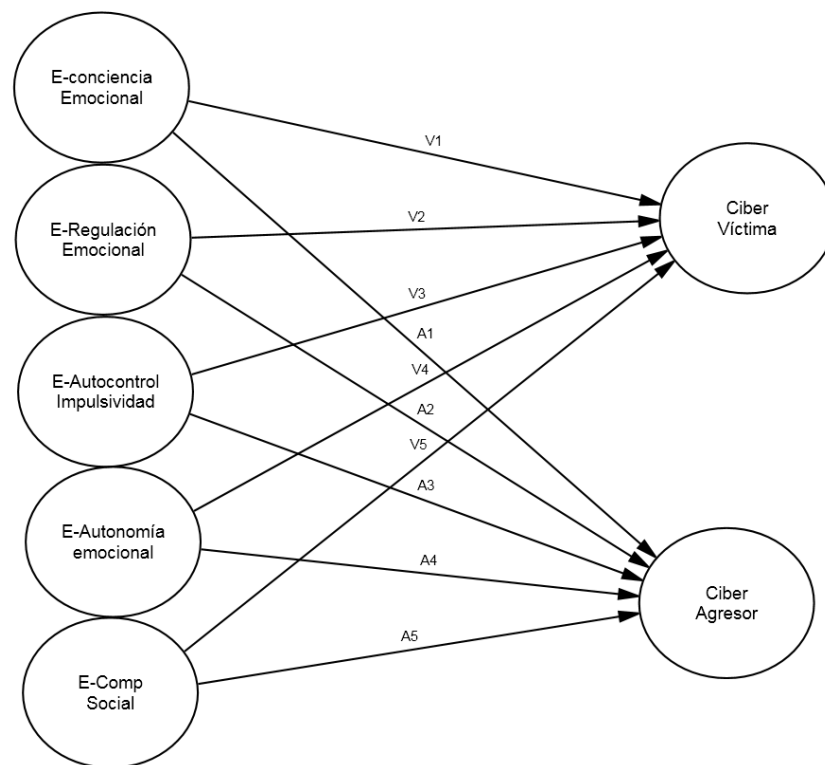 E-conciencia
Emocional
V1
Ciber
Víctima
E-Regulación
Emocional
V2
V3
A1
E-Autocontrol
Impulsividad
V4
A2
V5
A3
E-Autonomía
emocional
A4
Ciber
Agresor
A5
E-Comp
Social